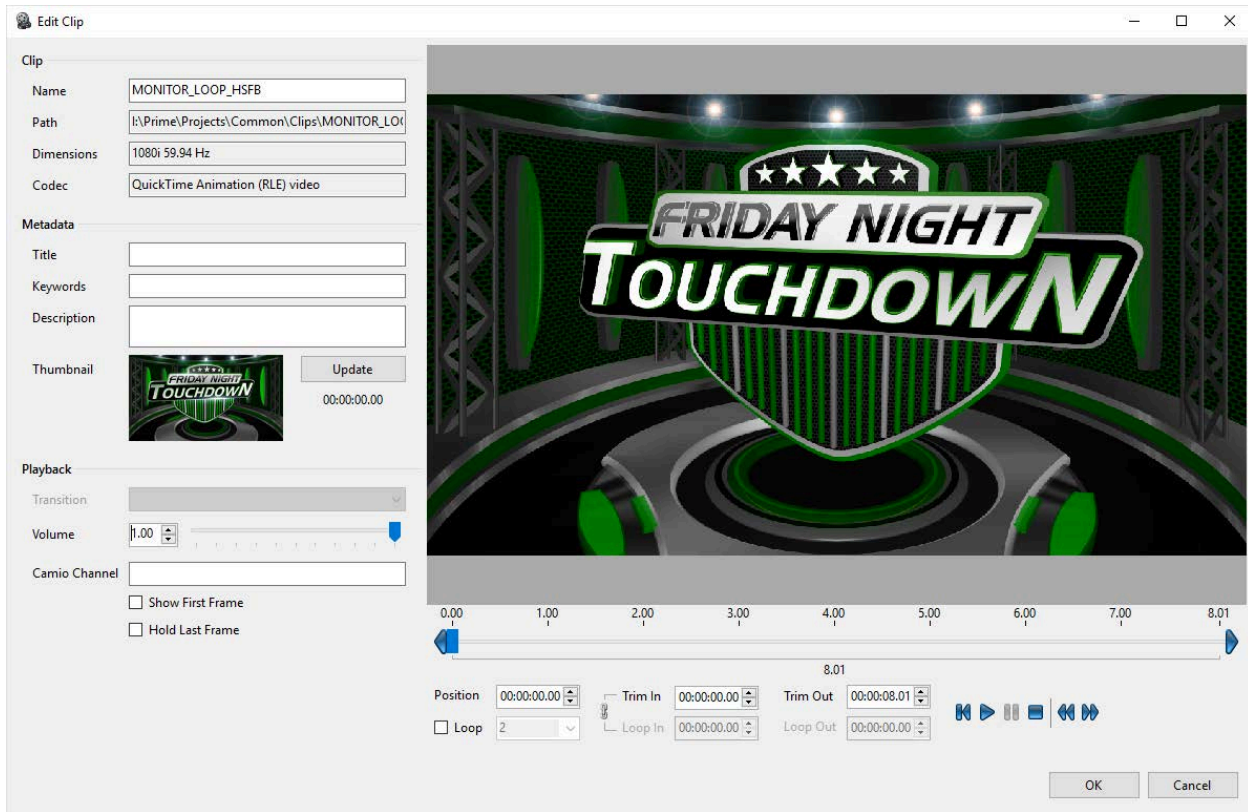 Edit Clip
Clip
Name MONITOR_LOOP_HSFB
Path I:\Prime\Projects\Common\Clips\MONITOR_LOO
Dimensions 1080i 59.94 Hz
Codec QuickTime Animation (RLE) video
Metadata
Title
Keywords
Description
Thumbnail
FRIDAY NIGHT
TOUCHDOWN
Update
00:00:00.00
Playback
Transition
Volume 1.00
Camio Channel
Show First Frame
Hold Last Frame
FRIDAY NIGHT
TOUCHDOWN
0.00 1.00 2.00 3.00 4.00 5.00 6.00 7.00 8.01
8.01
Position 00:00:00.00 Trim In 00:00:00.00 Trim Out 00:00:08.01
Loop 2 Loop In 00:00:00.00 Loop Out 00:00:00.00
OK Cancel